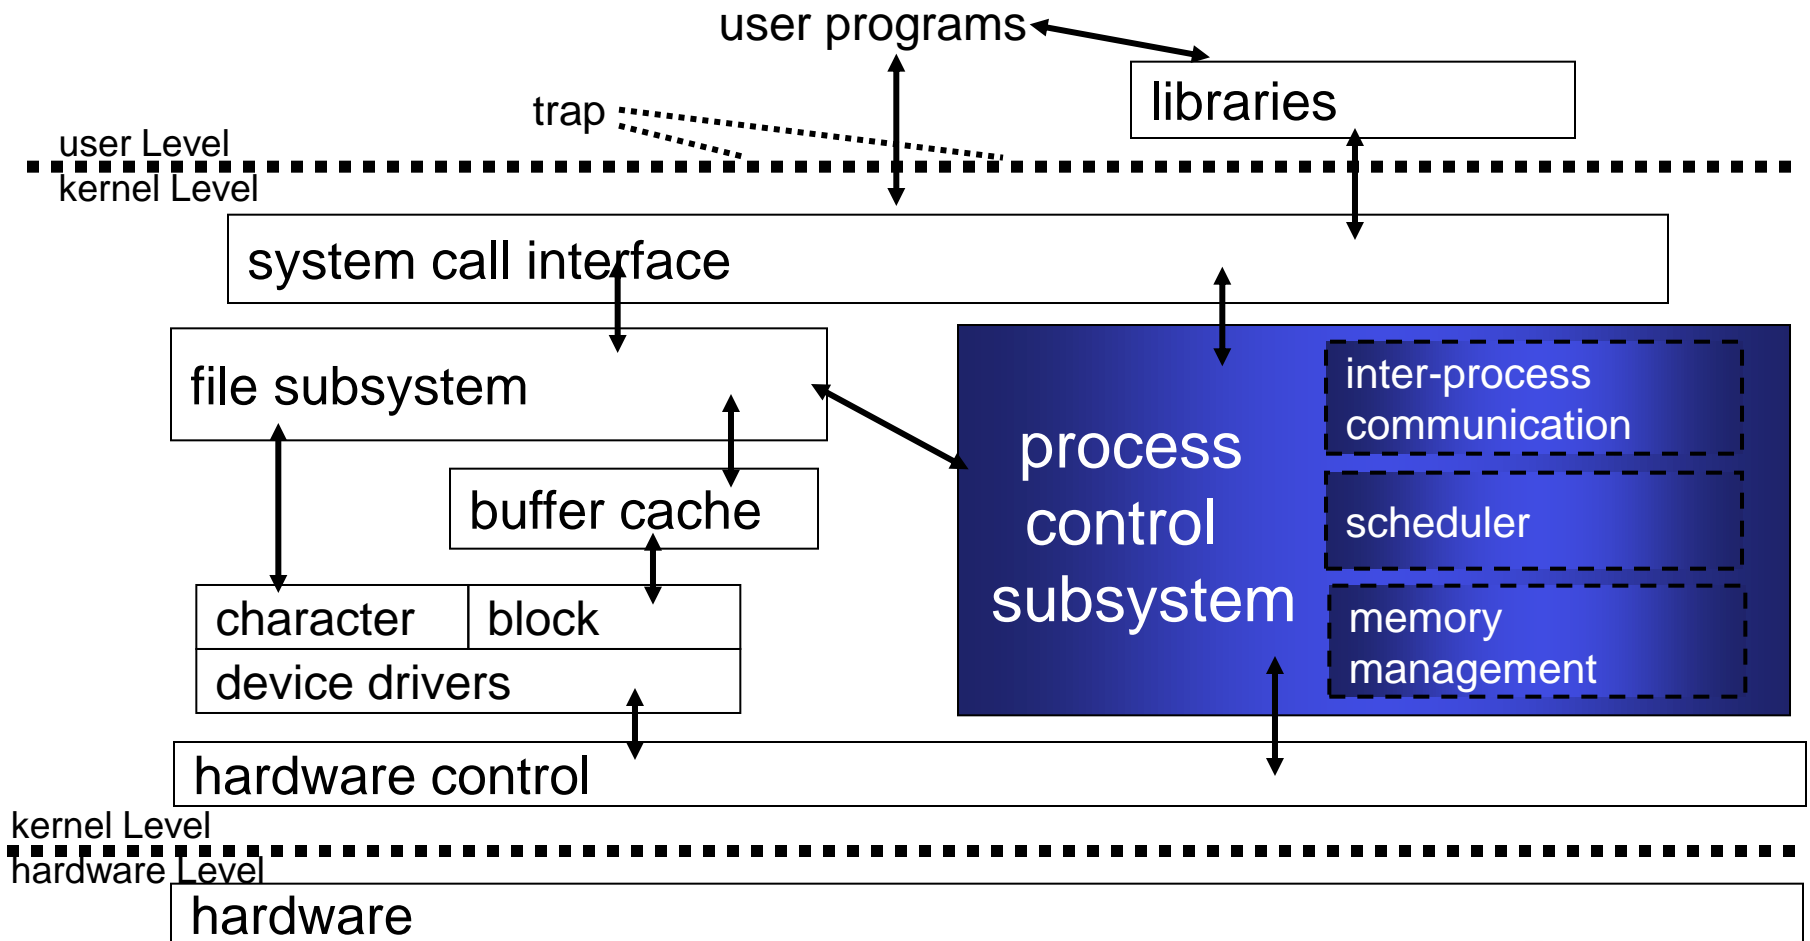 user programs
libraries
trap
user Level
kernel Level
system call interface
file subsystem
inter-process
communication
process
control
subsystem
buffer cache
scheduler
character
block
memory
management
device drivers
hardware control
kernel Level
hardware Level
hardware